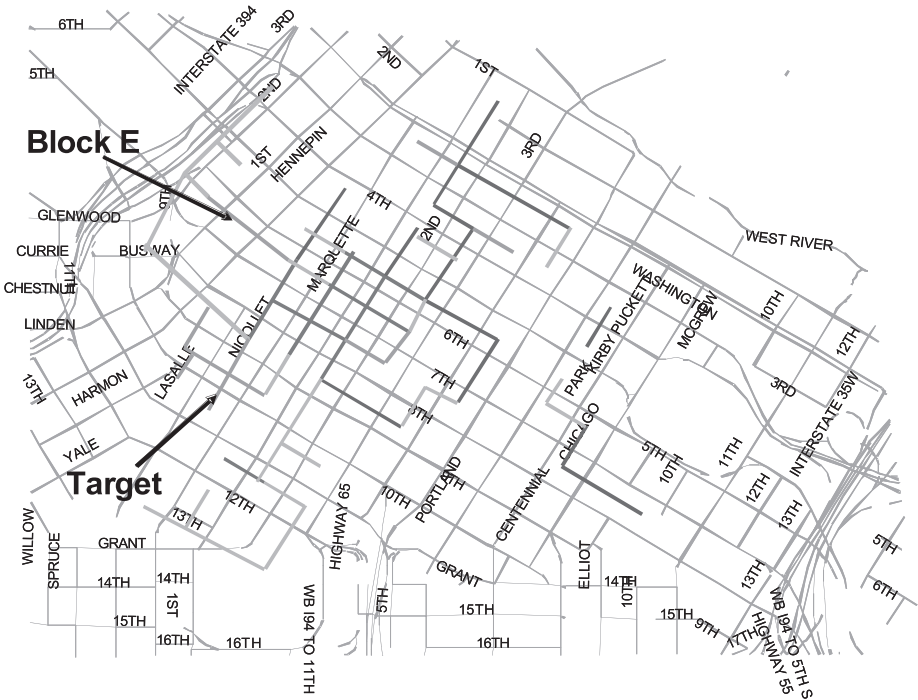 6TH
INTERSTATE 394
3RD
2ND
5TH
1ST
2ND
Block E
1ST
HENNEPIN
3RD
9TH
4TH
GLENWOOD
MARQUETTE
2ND
WEST RIVER
CURRIE
BUSWAY
11TH
CHESTNUT
WASHINGTON
KIRBY PUCKETT
MCGREW
10TH
LINDEN
NICOLLET
6TH
12TH
LASALLE
7TH
PARK
3RD
13TH
HARMON
8TH
CHICAGO
INTERSTATE 35W
YALE
5TH
11TH
10TH
Target
PORTLAND
CENTENNIAL
12TH
12TH
HIGHWAY 65
10TH
13TH
13TH
WILLOW
SPRUCE
GRANT
ELLIOT
5TH
GRANT
14TH
14TH
14TH
13TH
6TH
1ST
WB I94 TO 11TH
5TH
10TH
15TH
15TH
15TH
9TH
17TH
WB I94 TO 5TH S
HIGHWAY 55
16TH
16TH
16TH